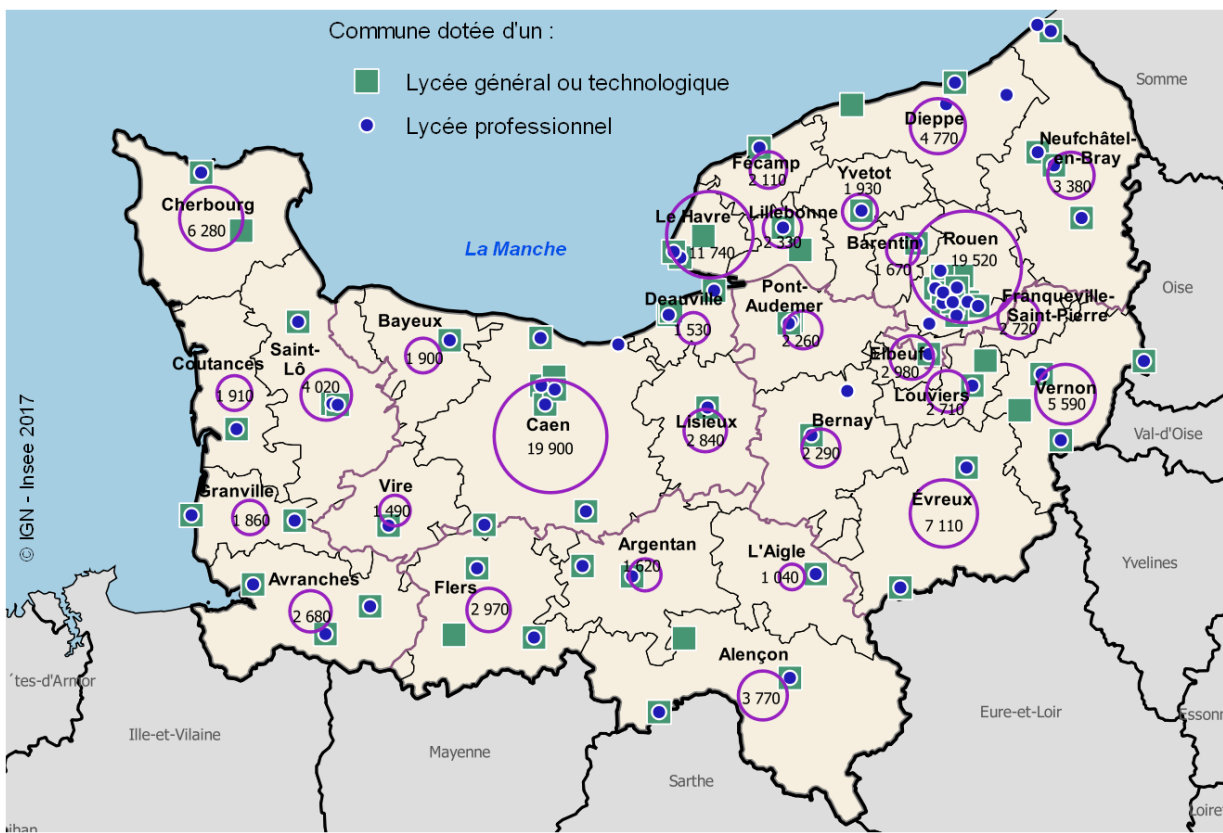 Commune dotée d'un :
Lycée général ou technologique
Lycée professionnel
Somme
Dieppe
4 770
Neufchâtel-
en-Bray
3 380
Fécamp
2 110
Yvetot
1 930
Cherbourg
6 280
Le Havre
11 740
Lillebonne
2 330
Barentin
1 670
Rouen
19 520
La Manche
Oise
Pont-
Audemer
2 260
Deauville
1 530
Franqueville-
Saint-Pierre
2 720
Bayeux
1 900
Elbeuf
2 980
Coutances
1 910
Saint-
Lô
4 020
Louviers
2 710
Vernon
5 590
Caen
19 900
Lisieux
2 840
Bernay
2 290
Val-d'Oise
Granville
1 860
Vire
1 490
Évreux
7 110
© IGN - Insee 2017
Argentan
1 620
L'Aigle
1 040
Yvelines
Avranches
2 680
Flers
2 970
Alençon
3 770
´tes-d'Armor
Ille-et-Vilaine
Mayenne
Sarthe
Eure-et-Loir
Essonn
Loiret